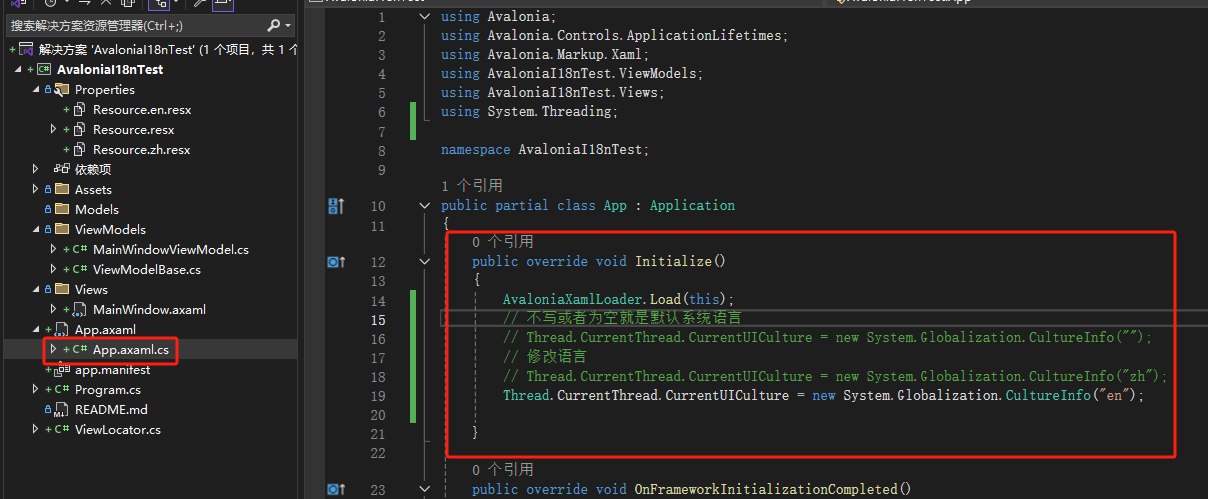 搜索解决方案资源管理器(Ctrl+;)
解决方案 'AvaloniaI18nTest' (1 个项目, 共 1 个
AvaloniaI18nTest
Properties
Resource.en.resx
Resource.resx
Resource.zh.resx
依赖项
Assets
Models
ViewModels
MainWindowViewModel.cs
ViewModelBase.cs
Views
MainWindow.axaml
App.axaml
App.axaml.cs
app.manifest
Program.cs
README.md
ViewLocator.cs
1 using Avalonia;
2 using Avalonia.Controls.ApplicationLifetimes;
3 using Avalonia.Markup.Xaml;
4 using AvaloniaI18nTest.ViewModels;
5 using AvaloniaI18nTest.Views;
6 using System.Threading;
7
8 namespace AvaloniaI18nTest;
9
1 个引用
10 public partial class App : Application
11 {
0 个引用
12 public override void Initialize()
13 {
14 AvaloniaXamlLoader.Load(this);
15 // 不写或者为空就是默认系统语言
16 // Thread.CurrentThread.CurrentUICulture = new System.Globalization.CultureInfo("");
17 // 修改语言
18 // Thread.CurrentThread.CurrentUICulture = new System.Globalization.CultureInfo("zh");
19 Thread.CurrentThread.CurrentUICulture = new System.Globalization.CultureInfo("en");
20
21 }
22
0 个引用
23 public override void OnFrameworkInitializationCompleted()